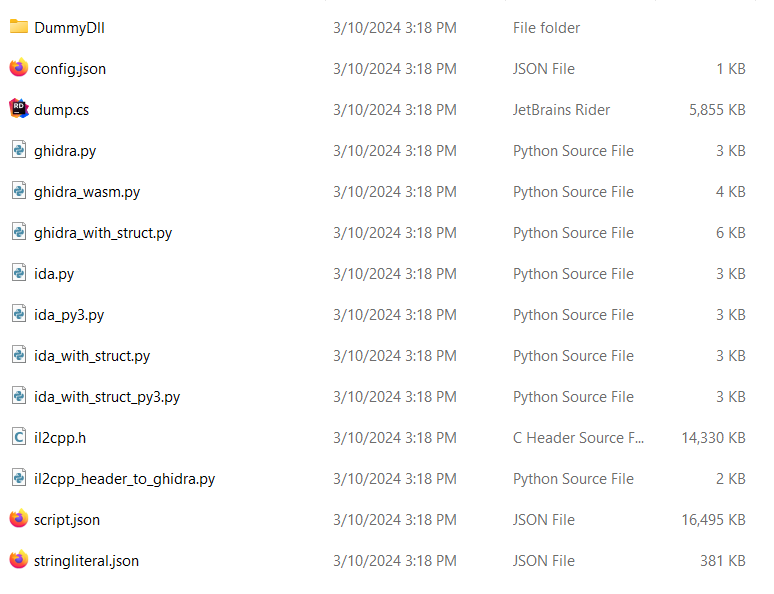 DummyDll 3/10/2024 3:18 PM File folder
config.json 3/10/2024 3:18 PM JSON File 1 KB
dump.cs 3/10/2024 3:18 PM JetBrains Rider 5,855 KB
ghidra.py 3/10/2024 3:18 PM Python Source File 3 KB
ghidra_wasm.py 3/10/2024 3:18 PM Python Source File 4 KB
ghidra_with_struct.py 3/10/2024 3:18 PM Python Source File 6 KB
ida.py 3/10/2024 3:18 PM Python Source File 3 KB
ida_py3.py 3/10/2024 3:18 PM Python Source File 3 KB
ida_with_struct.py 3/10/2024 3:18 PM Python Source File 3 KB
ida_with_struct_py3.py 3/10/2024 3:18 PM Python Source File 3 KB
il2cpp.h 3/10/2024 3:18 PM C Header Source F... 14,330 KB
il2cpp_header_to_ghidra.py 3/10/2024 3:18 PM Python Source File 2 KB
script.json 3/10/2024 3:18 PM JSON File 16,495 KB
stringliteral.json 3/10/2024 3:18 PM JSON File 381 KB